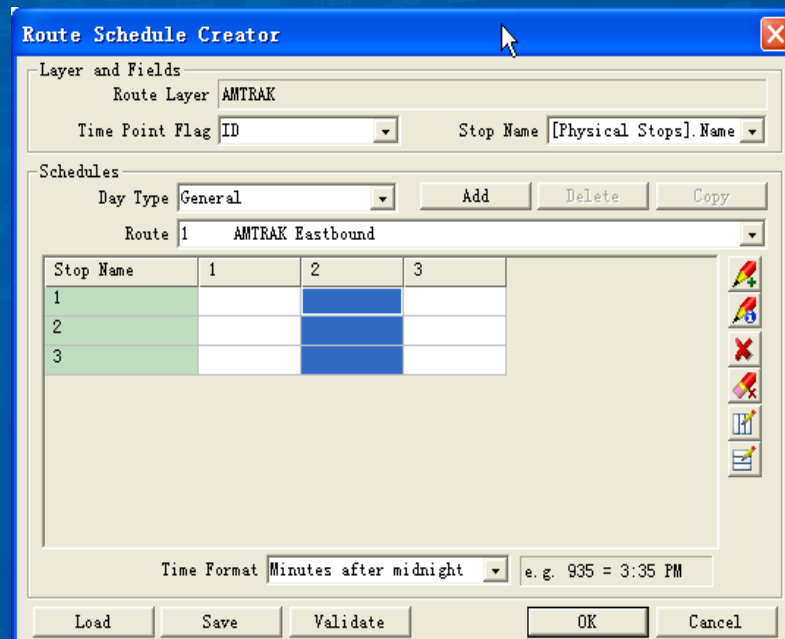 Route Schedule Creator
Layer and Fields
Route Layer AMTRAK
Time Point Flag ID Stop Name [Physical Stops].Name
Schedules
Day Type General Add Delete Copy
Route 1 AMTRAK Eastbound
Stop Name 1 2 3
1
2
3
Time Format Minutes after midnight e.g. 935 = 3:35 PM
Load Save Validate OK Cancel